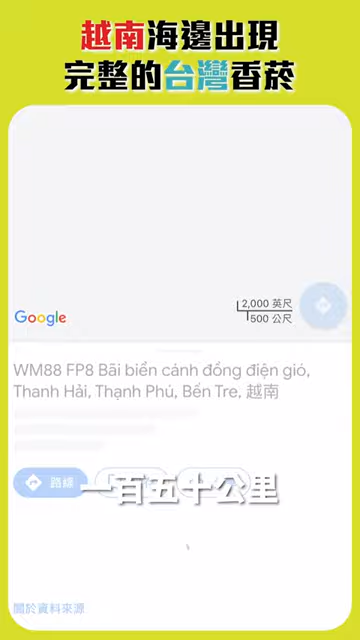 越南海邊出現
完整的台灣香菸
2,000 英尺
500 公尺
Google
WM88 FP8 Bãi biển cánh đồng điện gió,
Thanh Hải, Thạnh Phú, Bến Tre, 越南
路線
一百五十公里
關於資料來源